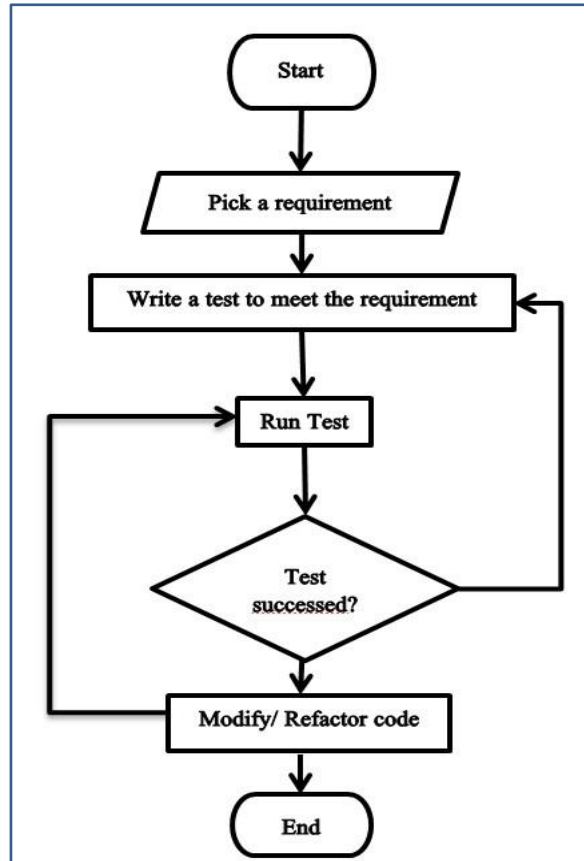 Start
Pick a requirement
Write a test to meet the requirement
Run Test
Test
successed?
Modify/ Refactor code
End